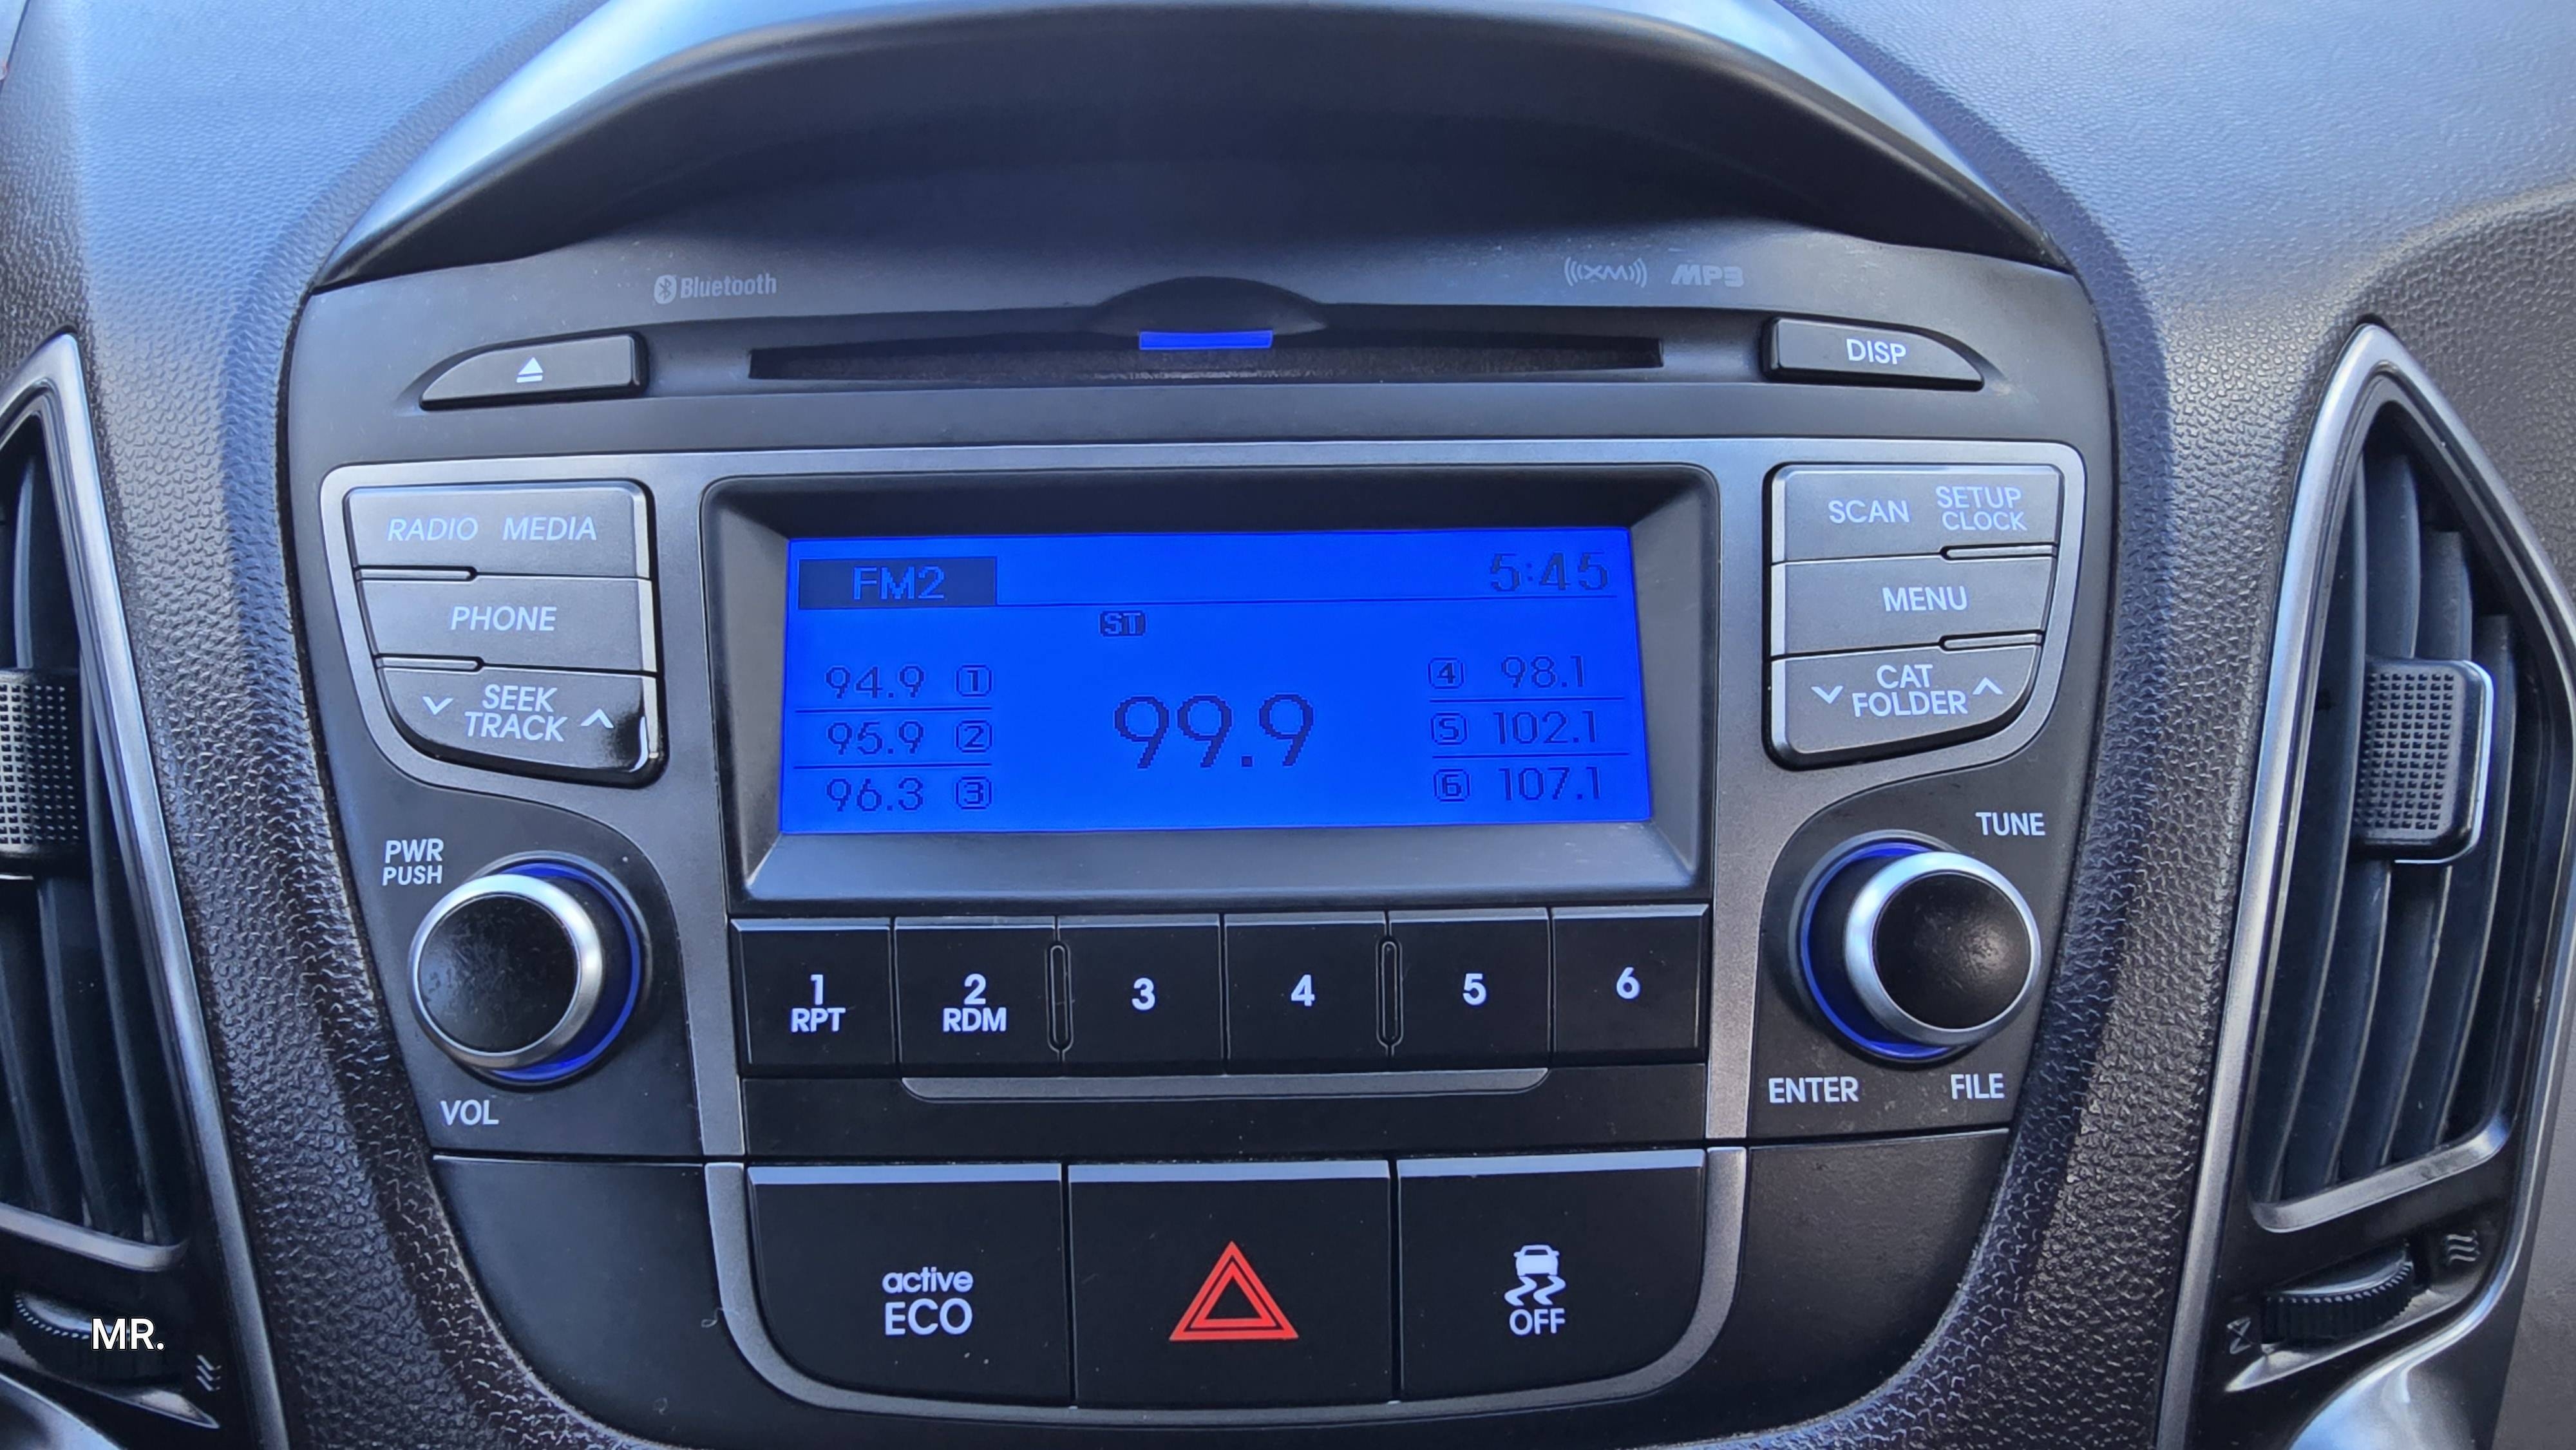 Bluetooth
((XM)) MP3
DISP
RADIO MEDIA
SCAN SETUP
CLOCK
PHONE
MENU
SEEK
TRACK
CAT
FOLDER
FM2 5:45
ST
94.9 1
95.9 2
96.3 3
99.9
4 98.1
5 102.1
6 107.1
PWR
PUSH
VOL
TUNE
ENTER FILE
1 2 3 4 5 6
RPT RDM
active
ECO
OFF
MR.